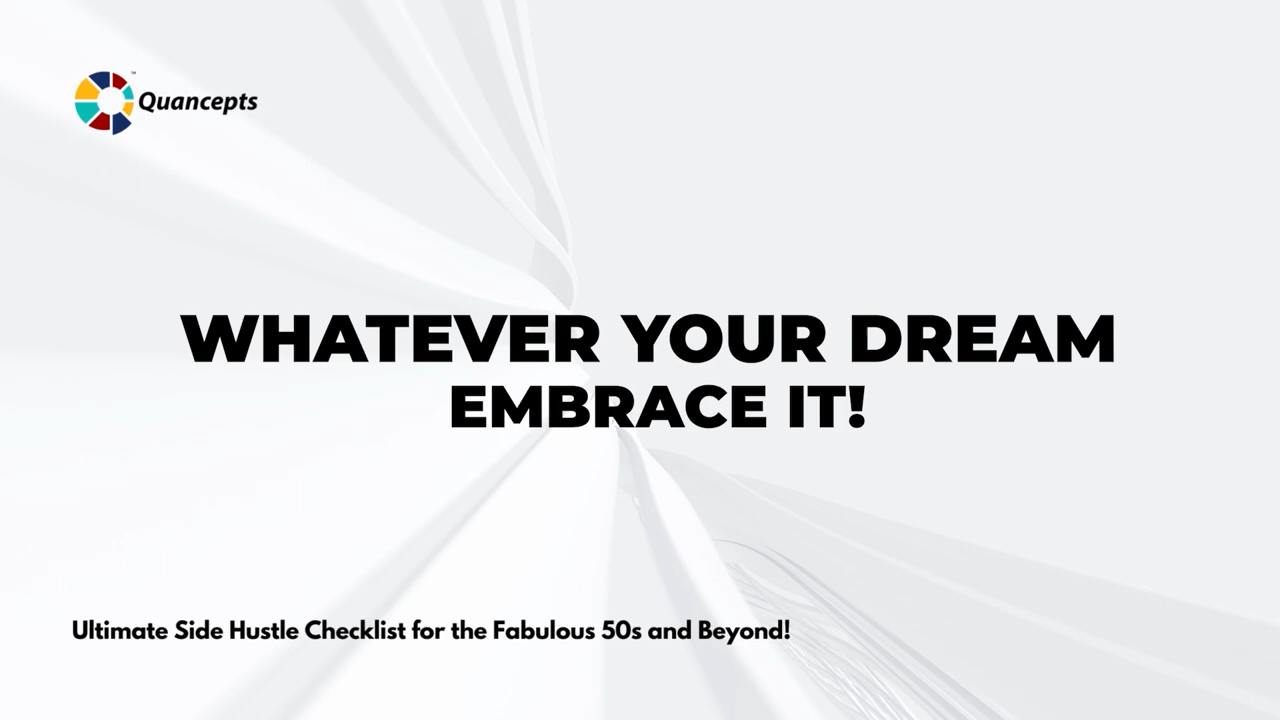 Quancepts
WHATEVER YOUR DREAM
EMBRACE IT!
Ultimate Side Hustle Checklist for the Fabulous 50s and Beyond!